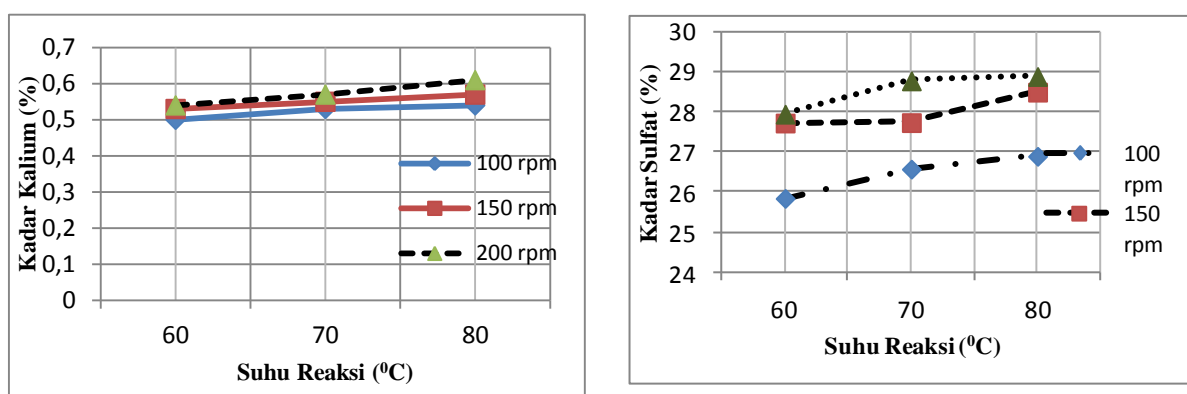 Kadar Kalium (%)
0,7
0,6
0,5
0,4
0,3
0,2
0,1
0
60 70 80
Suhu Reaksi (⁰C)
100 rpm
150 rpm
200 rpm
Kadar Sulfat (%)
30
29
28
27
26
25
24
60 70 80
Suhu Reaksi (⁰C)
100
rpm
150
rpm